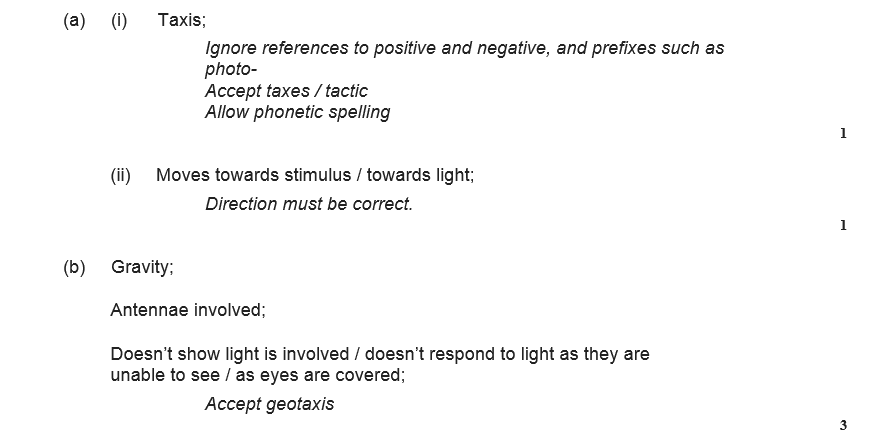 (a) (i) Taxis;
Ignore references to positive and negative, and prefixes such as
photo-
Accept taxes / tactic
Allow phonetic spelling
1
(ii) Moves towards stimulus / towards light;
Direction must be correct.
1
(b) Gravity;
Antennae involved;
Doesn't show light is involved / doesn't respond to light as they are
unable to see / as eyes are covered;
Accept geotaxis
3